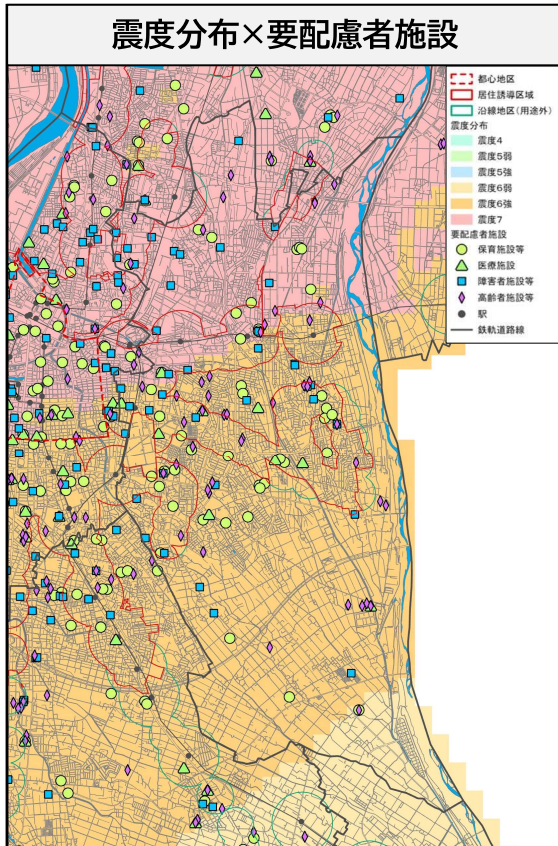 震度分布×要配慮者施設
都心地区
居住誘導区域
沿線地区(用途外)
震度分布
震度4
震度5弱
震度5強
震度6弱
震度6強
震度7
要配慮者施設
保育施設等
医療施設
障害者施設等
高齢者施設等
駅
鉄軌道路線